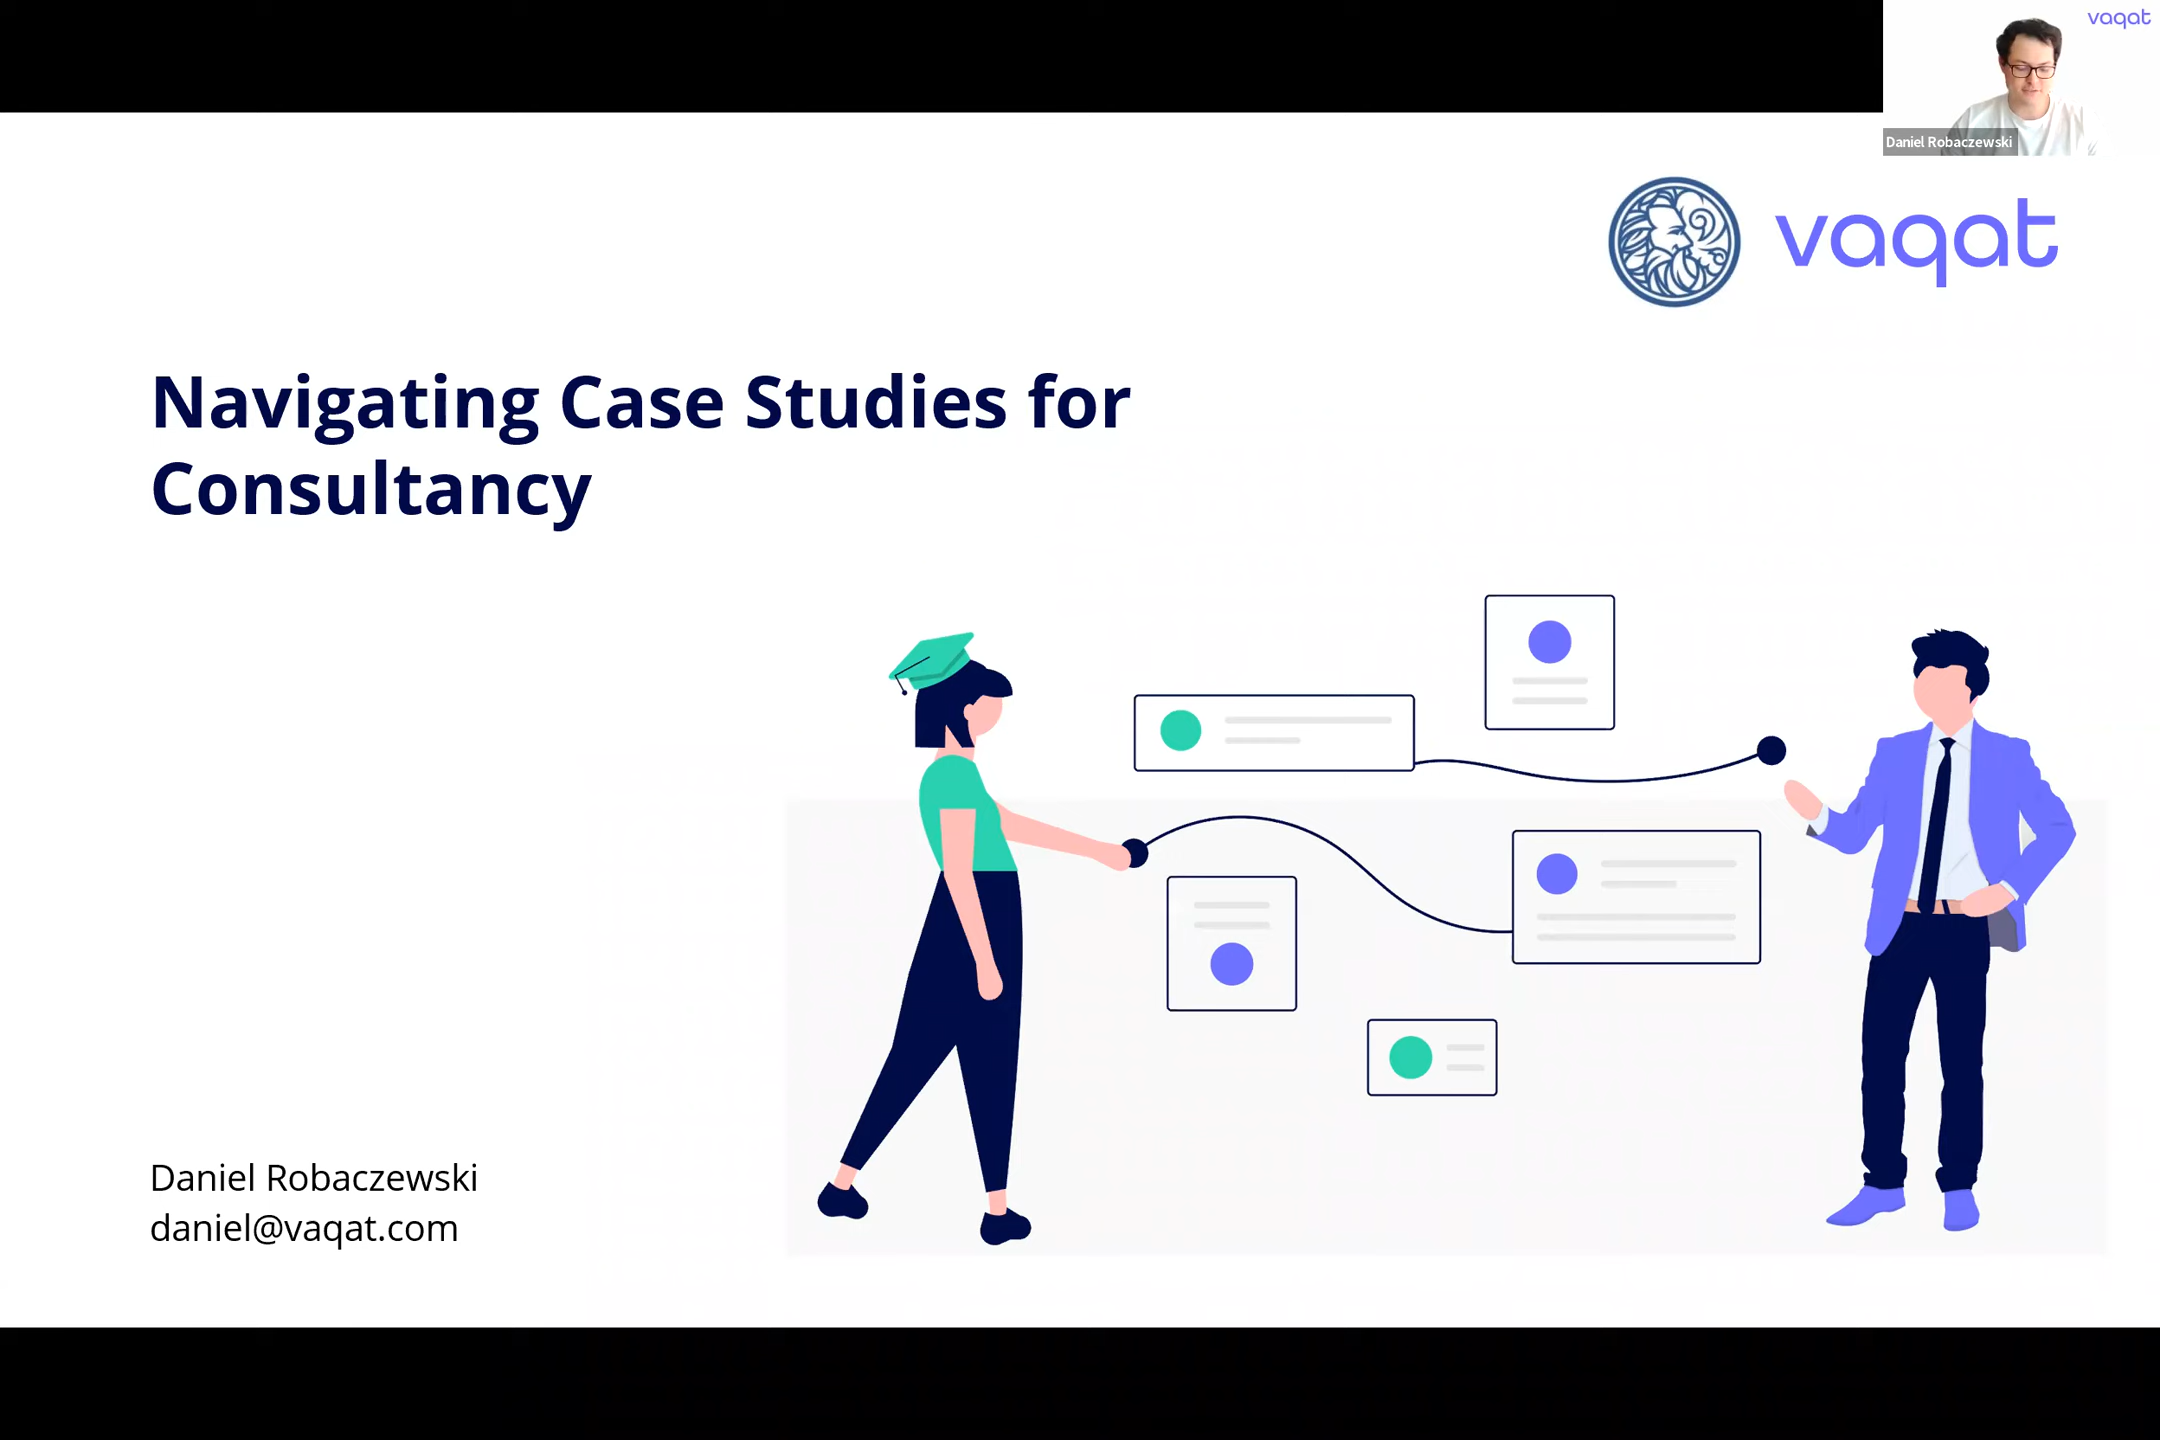 vaqat
Daniel Robaczewski
vaqat
Navigating Case Studies for
Consultancy
Daniel Robaczewski
daniel@vaqat.com